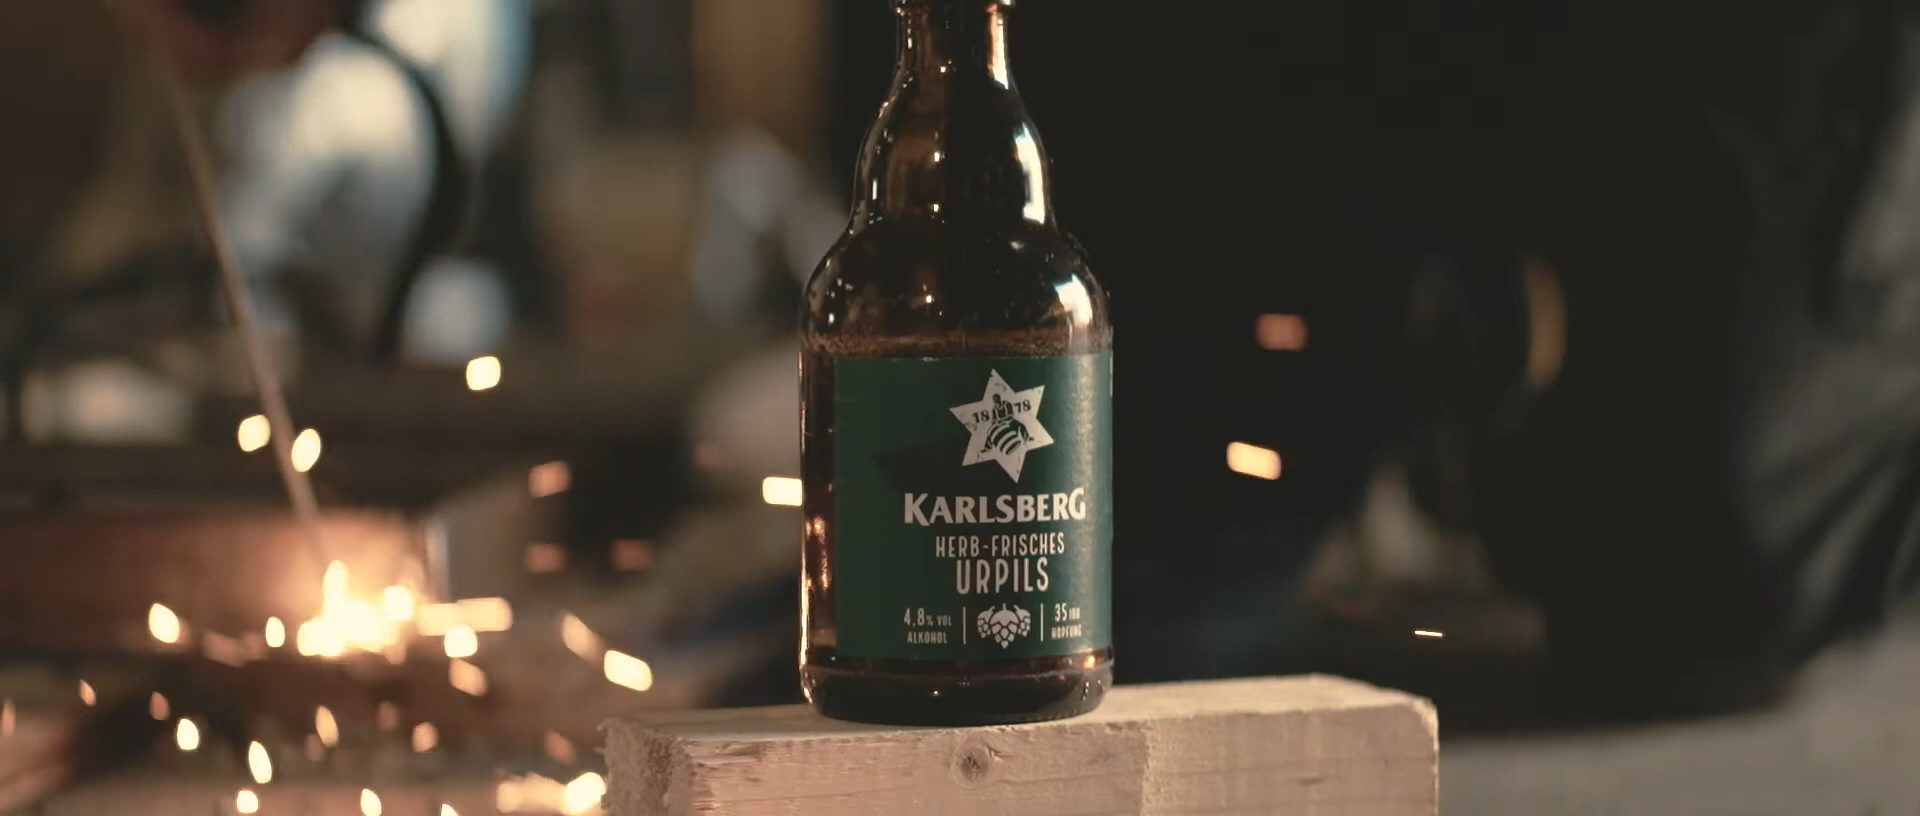 18 78
KARLSBERG
HERB-FRISCHES
URPILS
4,8% VOL
ALKOHOL
35 IBU
HOPFUNG